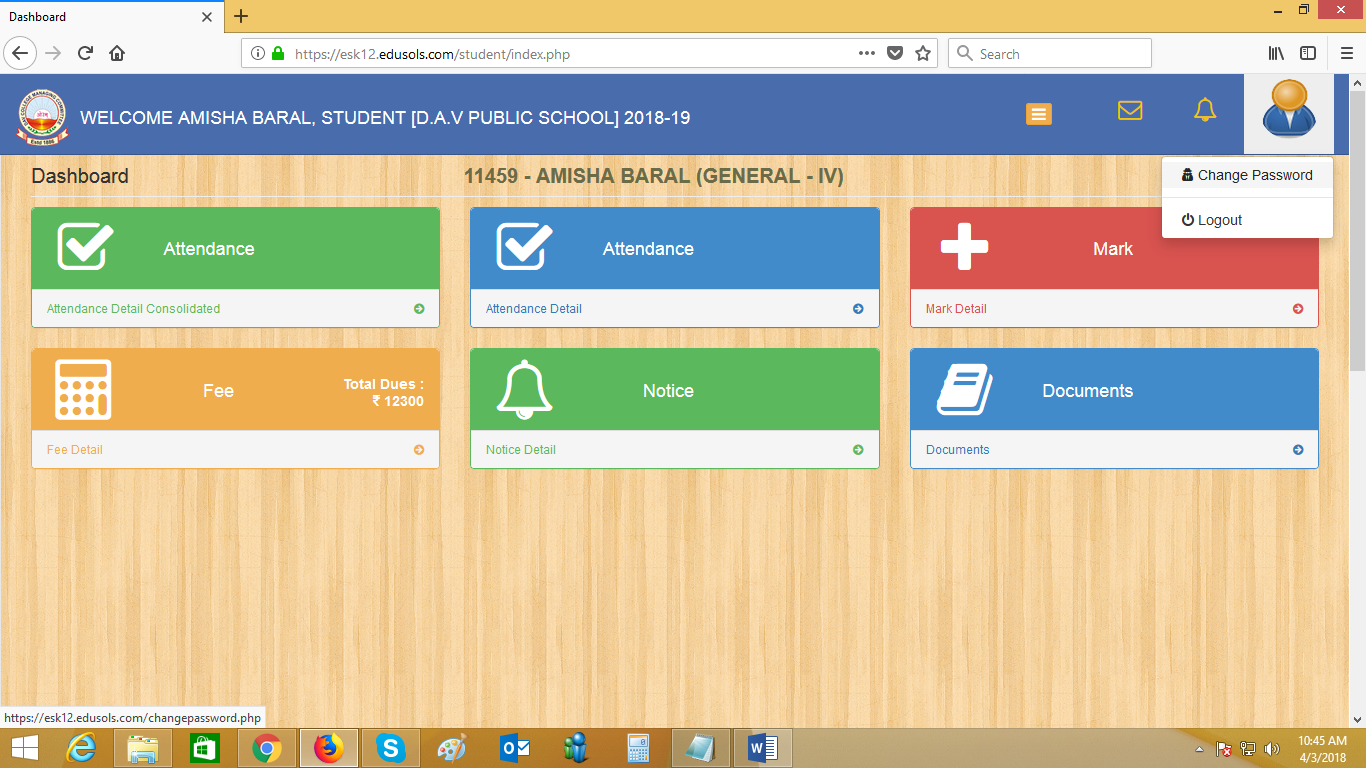 Dashboard
https://esk12.edusols.com/student/index.php
Search
WELCOME AMISHA BARAL, STUDENT [D.A.V PUBLIC SCHOOL] 2018-19
Dashboard
11459 - AMISHA BARAL (GENERAL - IV)
Change Password
Logout
Attendance
Attendance Detail Consolidated
Attendance
Attendance Detail
Mark
Mark Detail
Fee
Total Dues :
₹ 12300
Fee Detail
Notice
Notice Detail
Documents
Documents
https://esk12.edusols.com/changepassword.php
10:45 AM
4/3/2018